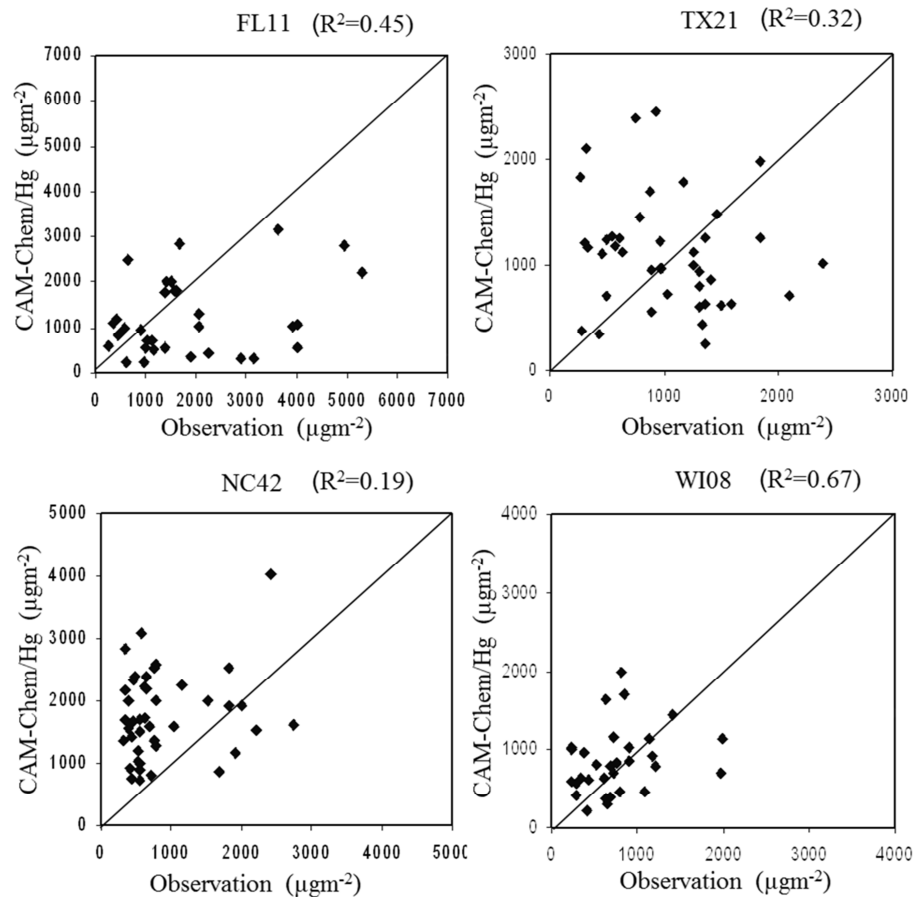 FL11 (R²=0.45)
7000
6000
5000
4000
3000
2000
1000
0
CAM-Chem/Hg (µgm⁻²)
0 1000 2000 3000 4000 5000 6000 7000
Observation (µgm⁻²)
TX21 (R²=0.32)
3000
2000
1000
0
CAM-Chem/Hg (µgm⁻²)
0 1000 2000 3000
Observation (µgm⁻²)
NC42 (R²=0.19)
5000
4000
3000
2000
1000
0
CAM-Chem/Hg (µgm⁻²)
0 1000 2000 3000 4000 5000
Observation (µgm⁻²)
WI08 (R²=0.67)
4000
3000
2000
1000
0
CAM-Chem/Hg (µgm⁻²)
0 1000 2000 3000 4000
Observation (µgm⁻²)